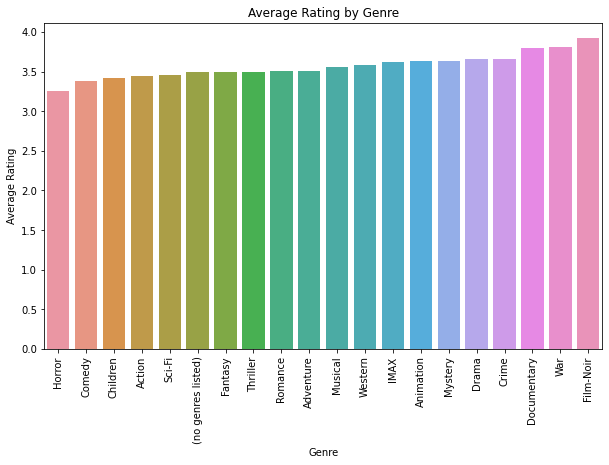 Average Rating by Genre
Average Rating
4.0
3.5
3.0
2.5
2.0
1.5
1.0
0.5
0.0
Horror
Comedy
Children
Action
Sci-Fi
(no genres listed)
Fantasy
Thriller
Romance
Adventure
Musical
Western
IMAX
Animation
Mystery
Drama
Crime
Documentary
War
Film-Noir
Genre